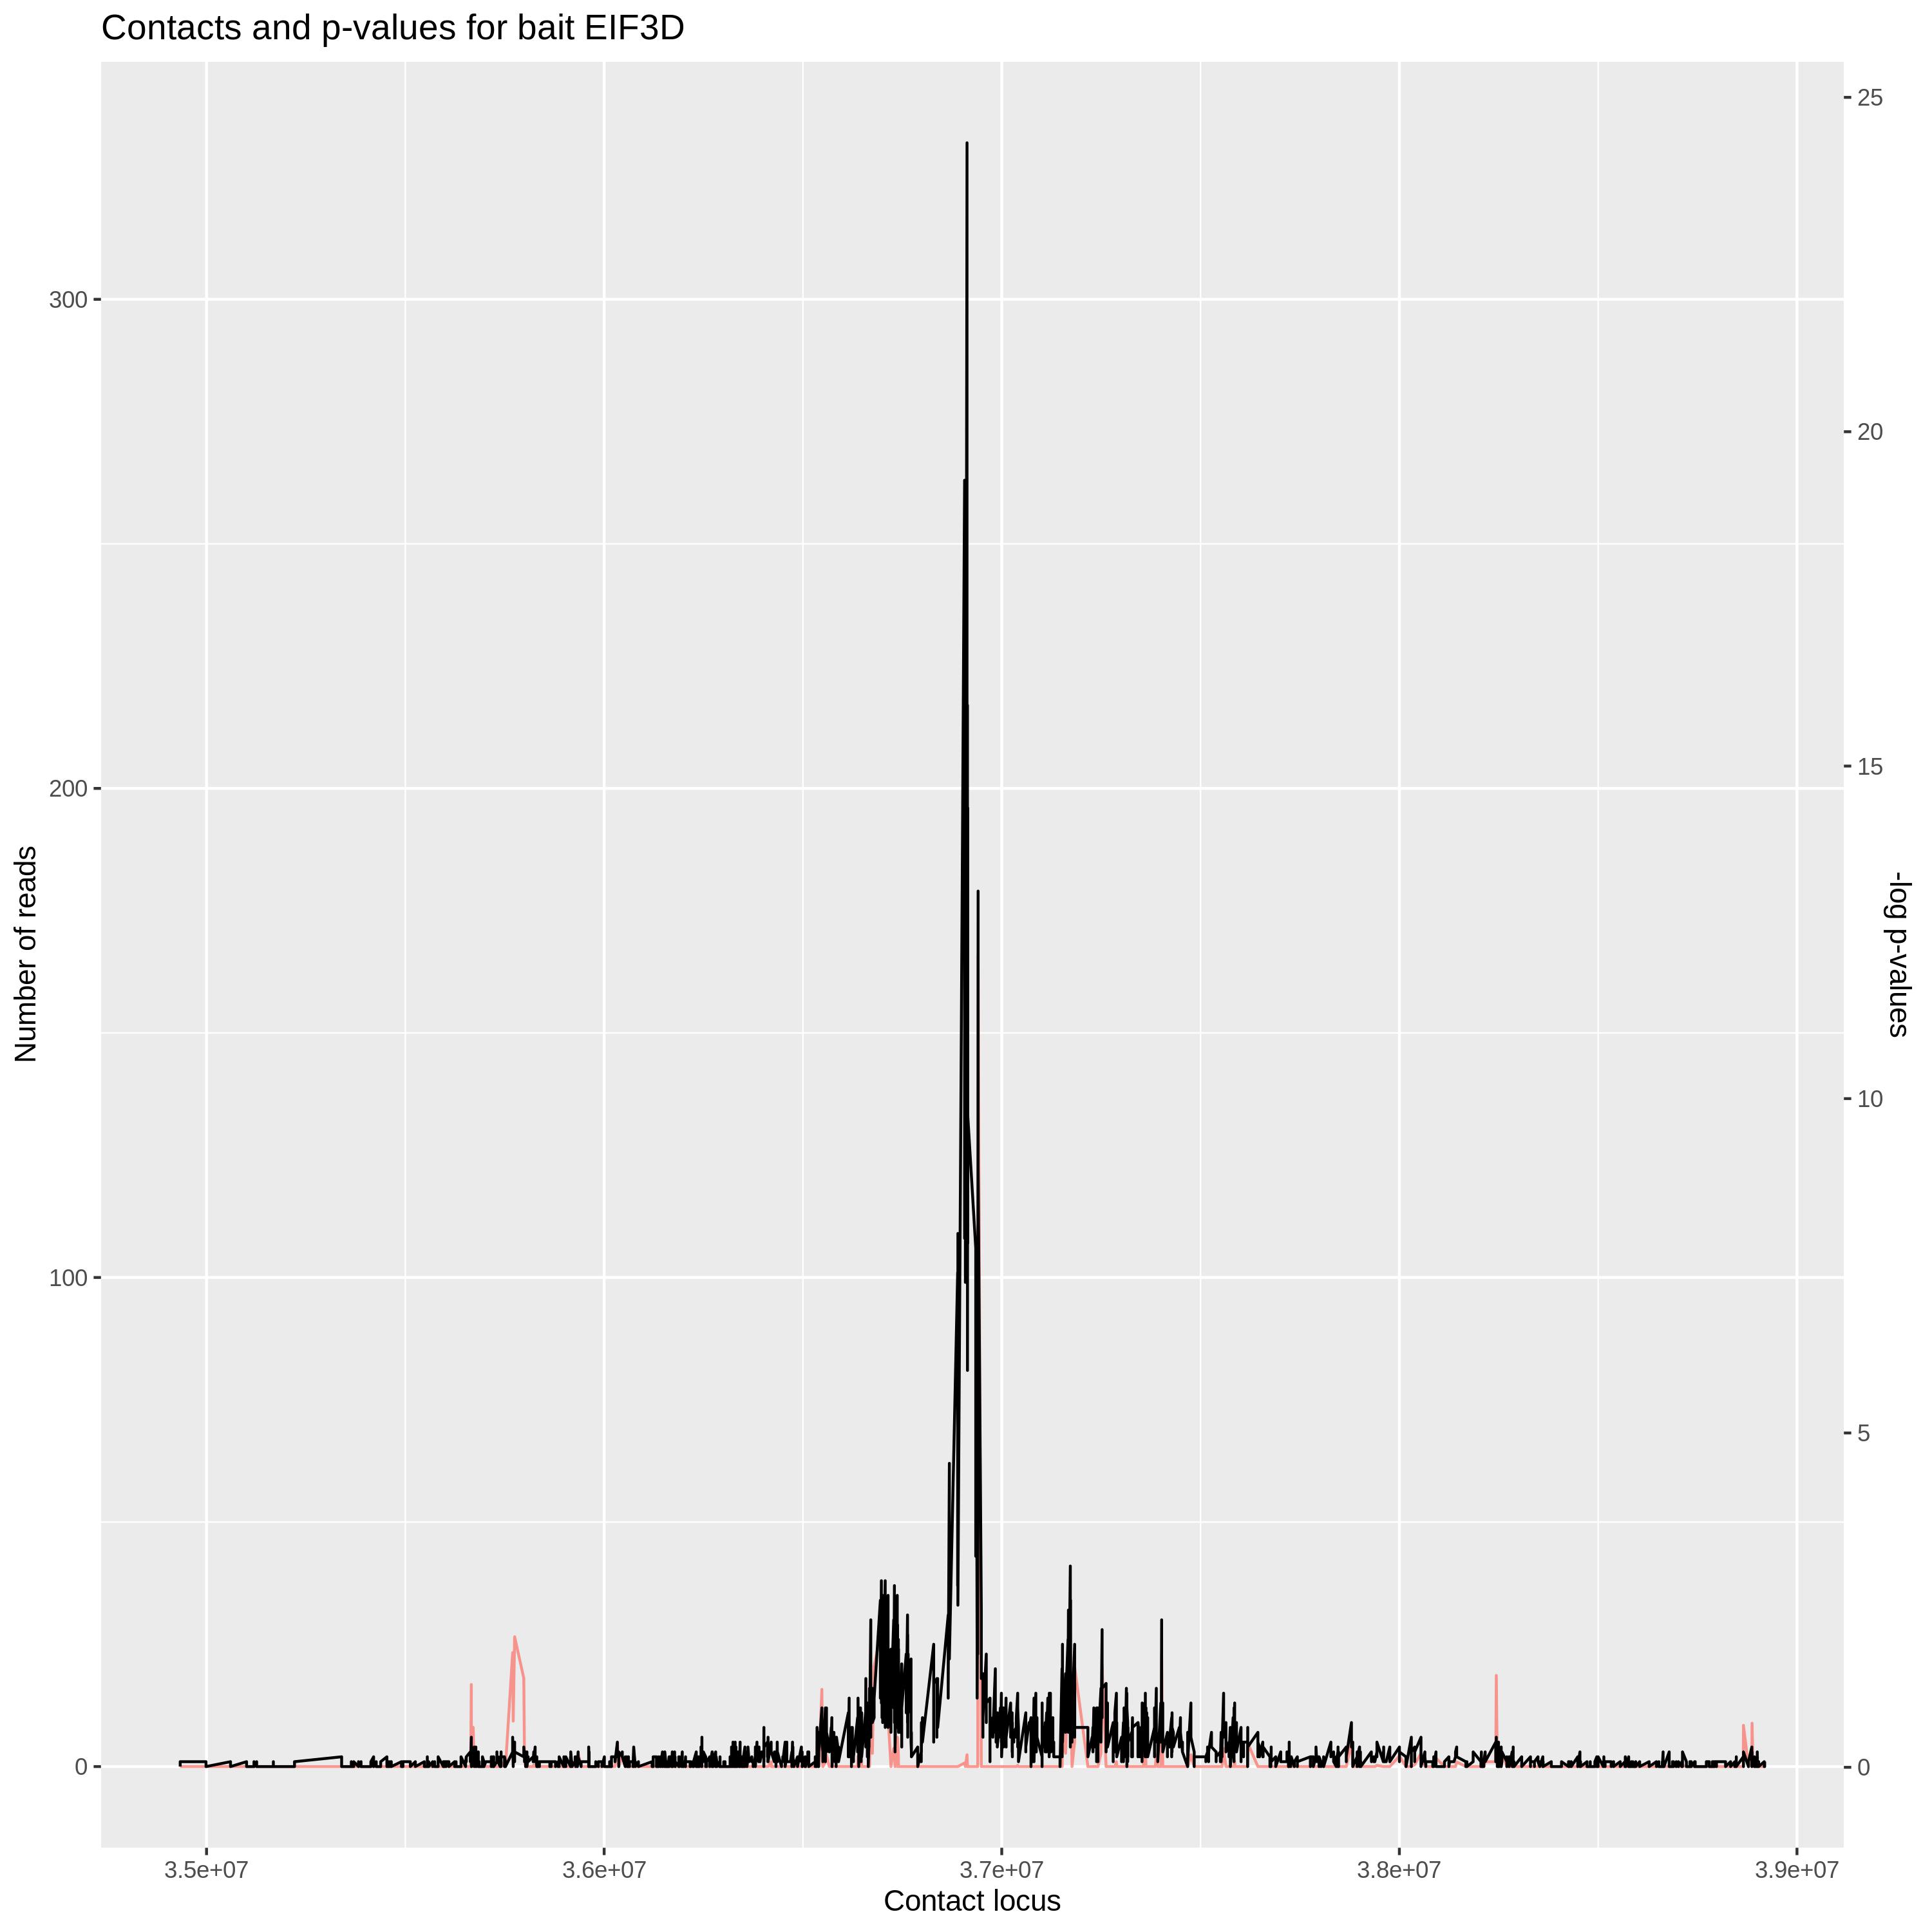 Contacts and p-values for bait EIF3D
Number of reads
300
200
100
0
25
20
15
10
5
0
-log p-values
3.5e+07 3.6e+07 3.7e+07 3.8e+07 3.9e+07
Contact locus